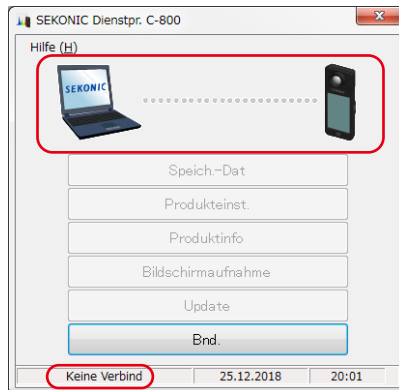 SEKONIC Dienstpr. C-800
Hilfe (H)
SEKONIC
Speich.-Dat
Produkteinst.
Produktinfo
Bildschirmaufnahme
Update
Bnd.
Keine Verbind 25.12.2018 20:01